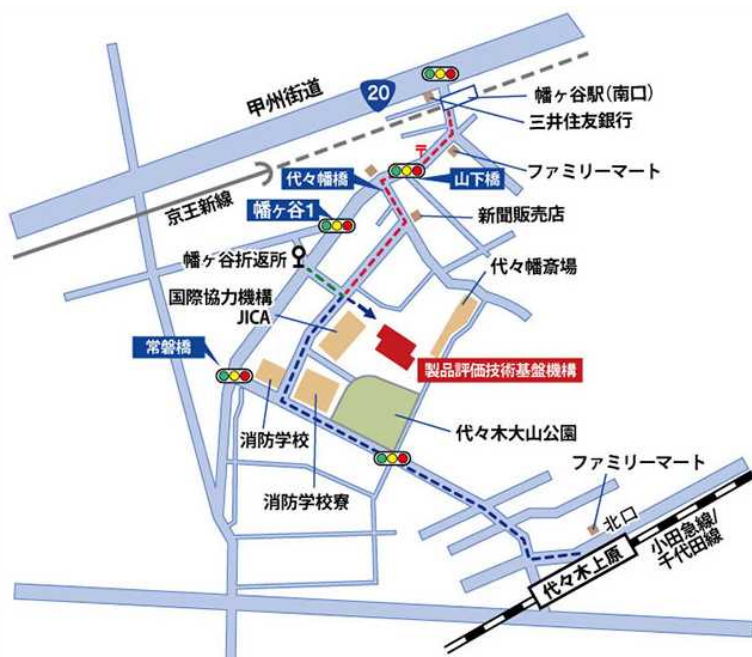 甲州街道
20
幡ヶ谷駅(南口)
三井住友銀行
〒
ファミリーマート
代々幡橋
山下橋
京王新線
幡ヶ谷1
新聞販売店
幡ヶ谷折返所
代々幡斎場
国際協力機構
JICA
常磐橋
製品評価技術基盤機構
消防学校
代々木大山公園
消防学校寮
ファミリーマート
北口
小田急線/
千代田線
代々木上原